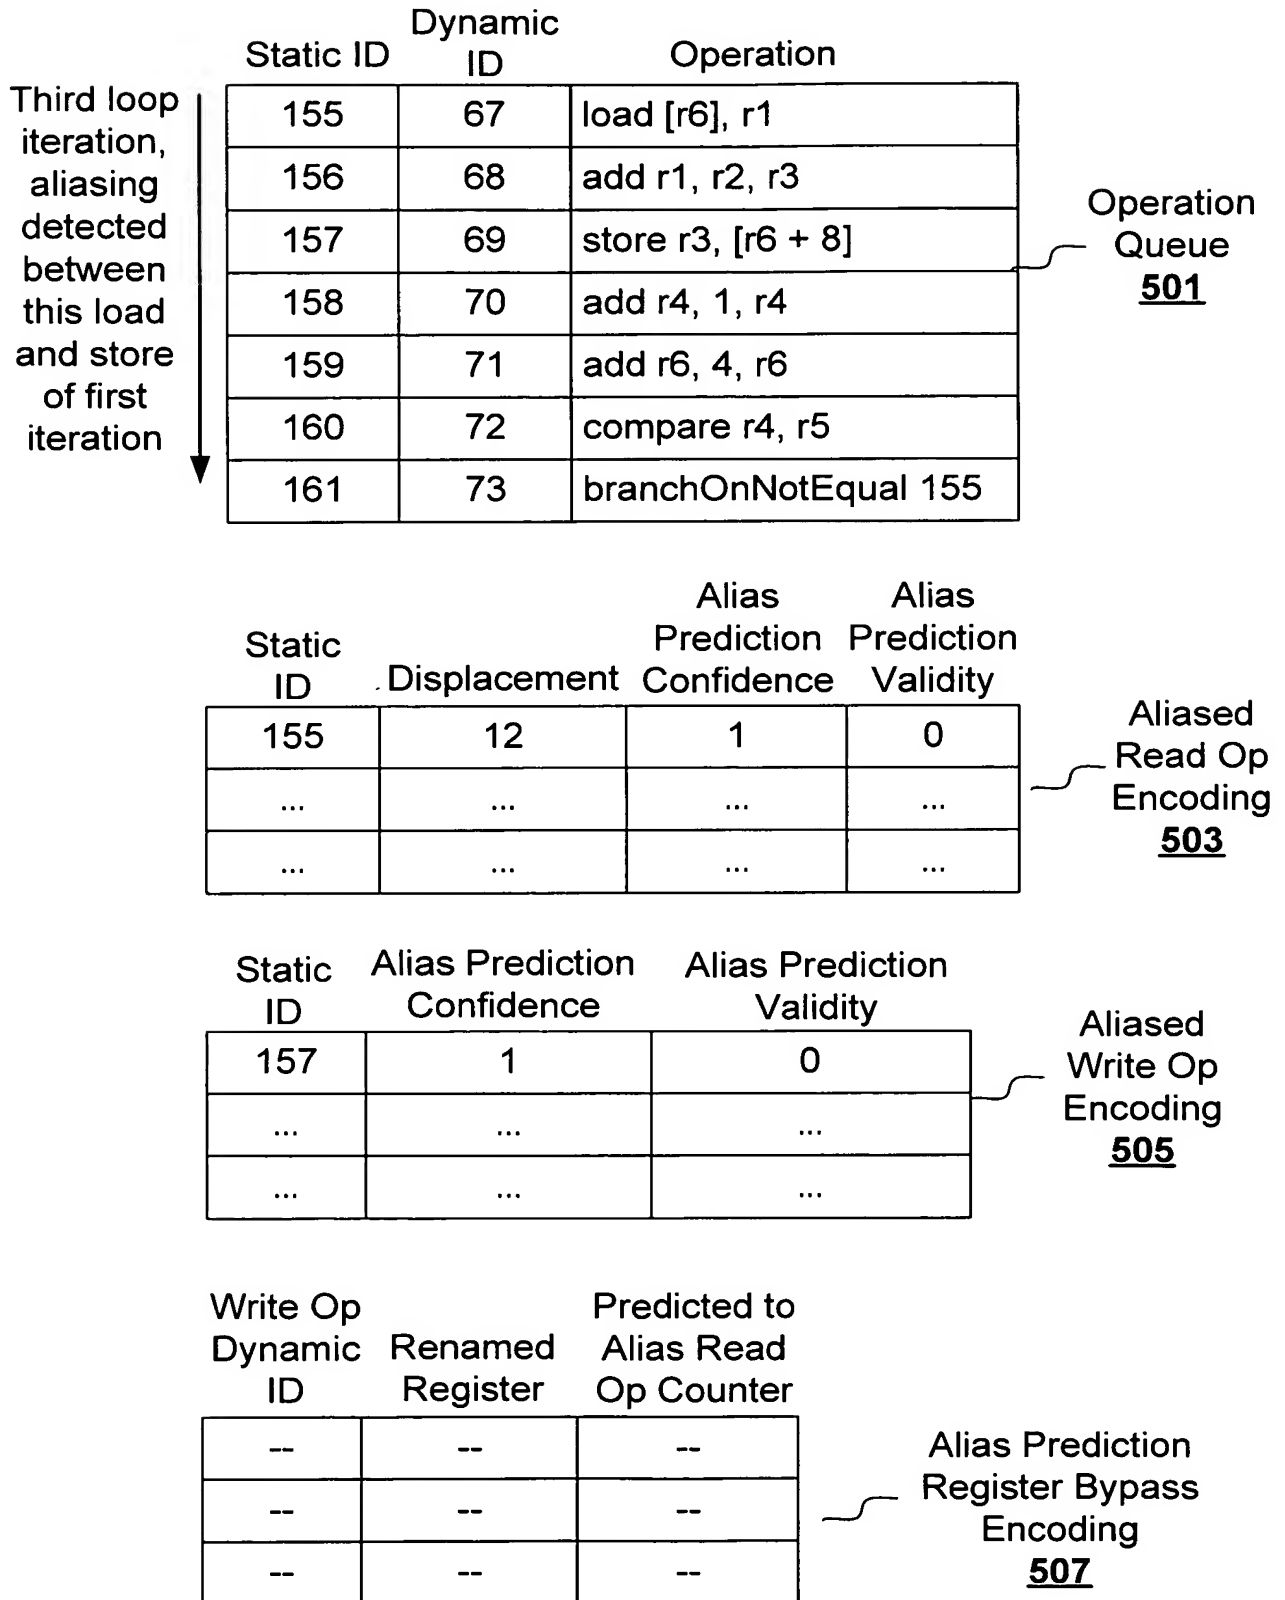 Static ID Dynamic ID Operation
Third loop
iteration,
aliasing
detected
between
this load
and store
of first
iteration
155 67 load [r6], r1
156 68 add r1, r2, r3
157 69 store r3, [r6 + 8]
158 70 add r4, 1, r4
159 71 add r6, 4, r6
160 72 compare r4, r5
161 73 branchOnNotEqual 155
Operation
Queue
501
Static
ID
Displacement
Alias
Prediction
Confidence
Alias
Prediction
Validity
155 12 1 0
... ... ... ...
... ... ... ...
Aliased
Read Op
Encoding
503
Static
ID
Alias Prediction
Confidence
Alias Prediction
Validity
157 1 0
... ... ...
... ... ...
Aliased
Write Op
Encoding
505
Write Op
Dynamic
ID
Renamed
Register
Predicted to
Alias Read
Op Counter
-- -- --
-- -- --
-- -- --
Alias Prediction
Register Bypass
Encoding
507